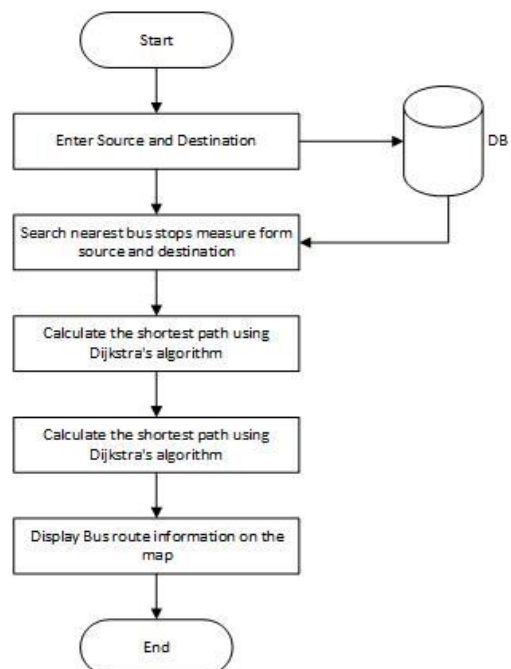 Start
Enter Source and Destination
DB
Search nearest bus stops measure form
source and destination
Calculate the shortest path using
Dijkstra's algorithm
Calculate the shortest path using
Dijkstra's algorithm
Display Bus route information on the
map
End